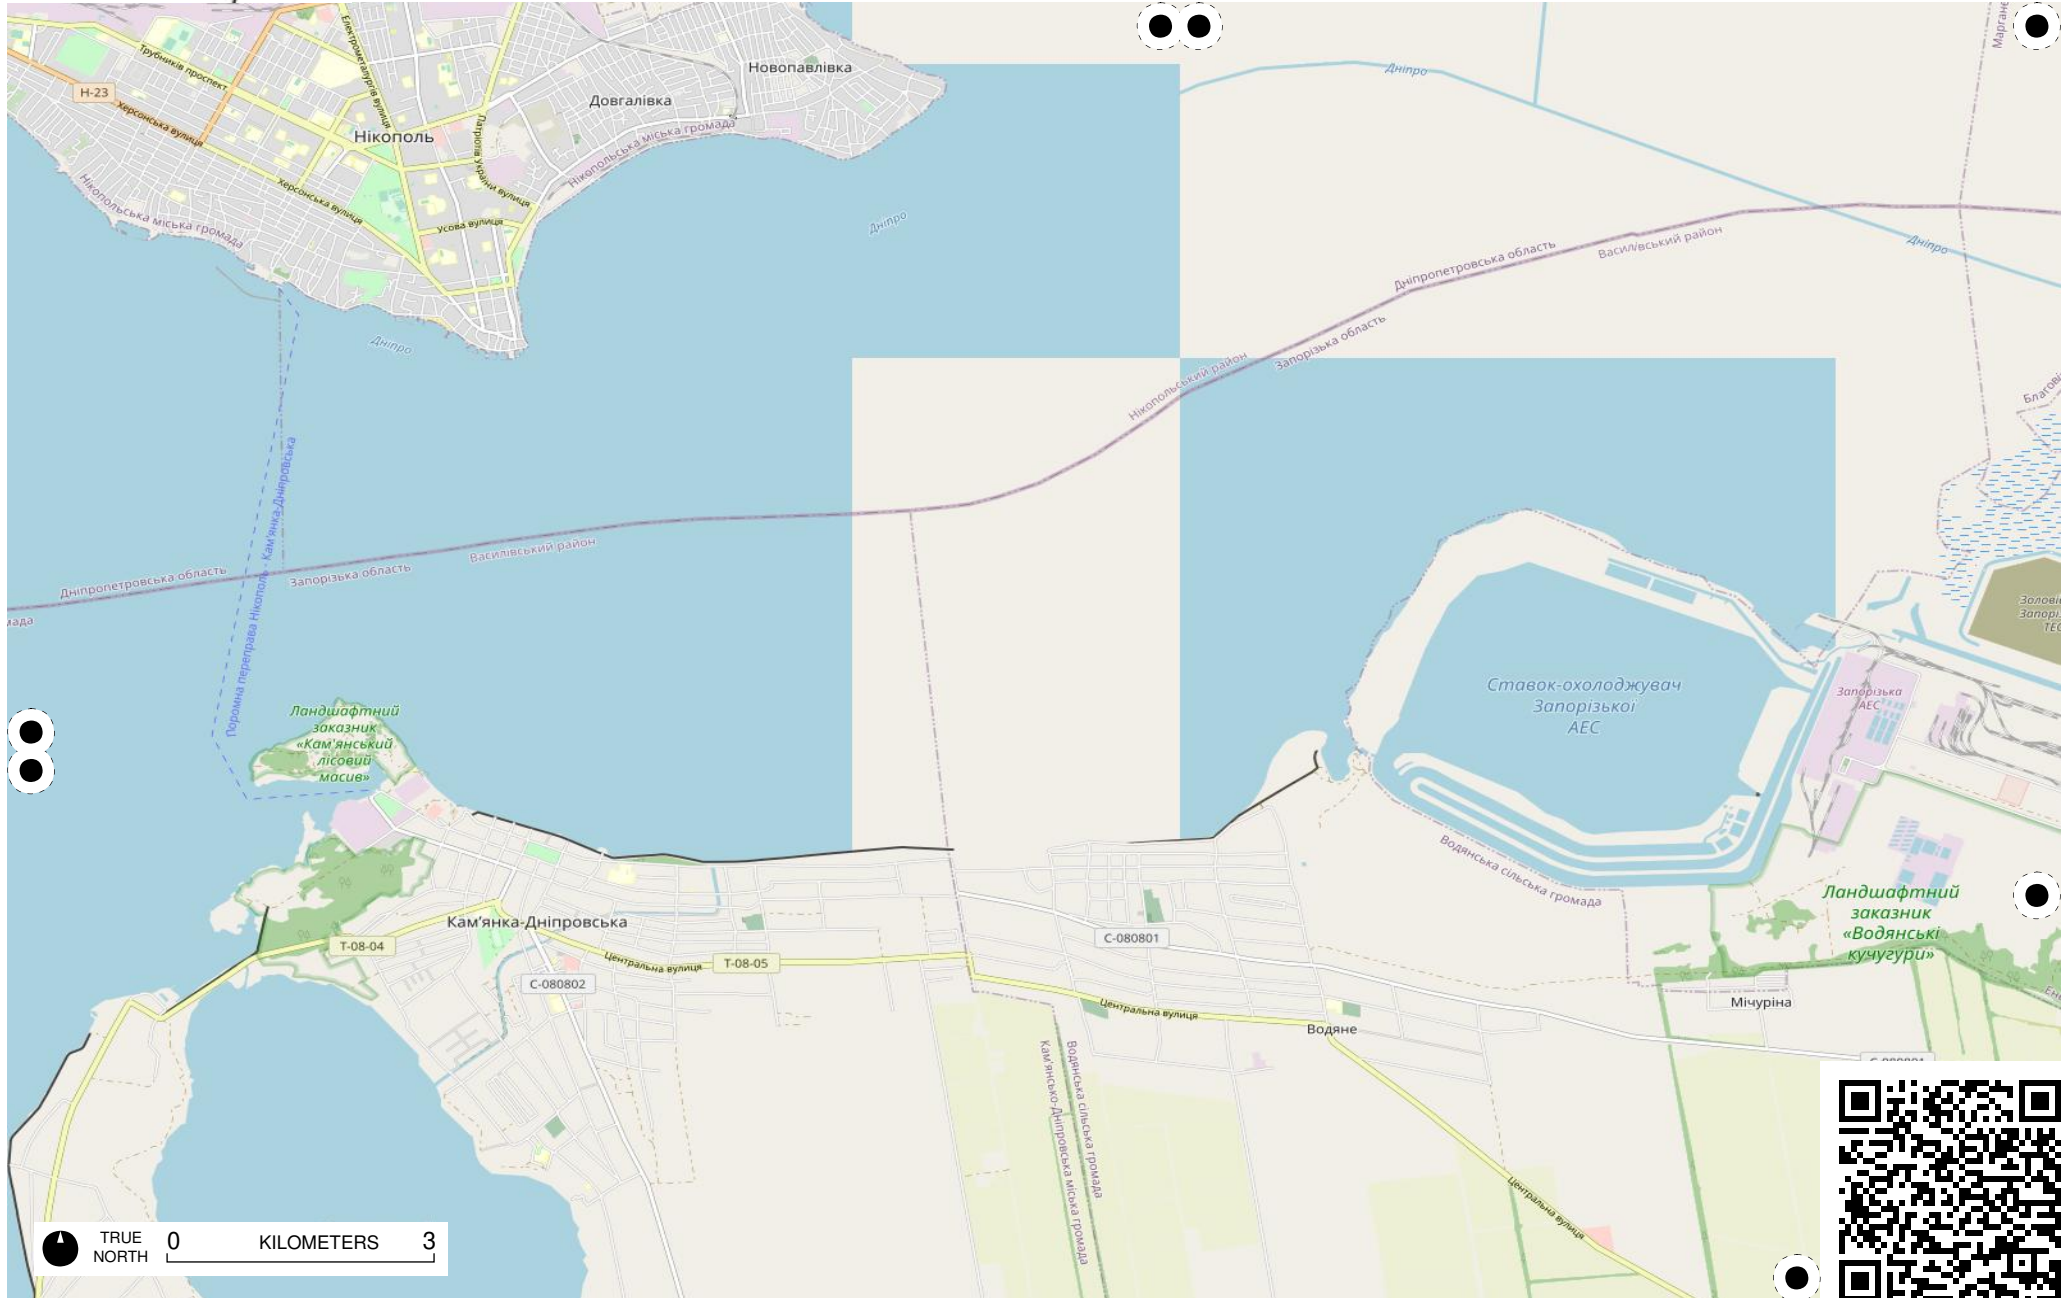 Трубників проспект
Електрометалургів вулиця
Новопавлівка
Довгалівка
Н-23
Херсонська вулиця
Нікополь
Патріотів України вулиця
Нікопольська міська громада
Херсонська вулиця
Усова вулиця
Нікопольська міська громада
Дніпро
Дніпро
Дніпро
Дніпро
Дніпропетровська область
Василівський район
Запорізька область
Нікопольський район
Поромна переправа Нікополь - Кам'янка-Дніпровська
Василівський район
Дніпропетровська область
Запорізька область
Ставок-охолоджувач
Запорізької
АЕС
Запорізька
АЕС
Ландшафтний
заказник
«Кам'янський
лісовий
масив»
Водянська сільська громада
Ландшафтний
заказник
«Водянські
кучугури»
Кам'янка-Дніпровська
Т-08-04
С-080801
Центральна вулиця
Т-08-05
С-080802
Мічуріна
Центральна вулиця
Водяне
Водянська сільська громада
Кам'янсько-Дніпровська міська громада
С-080801
Центральна вулиця
TRUE
NORTH
0 KILOMETERS 3